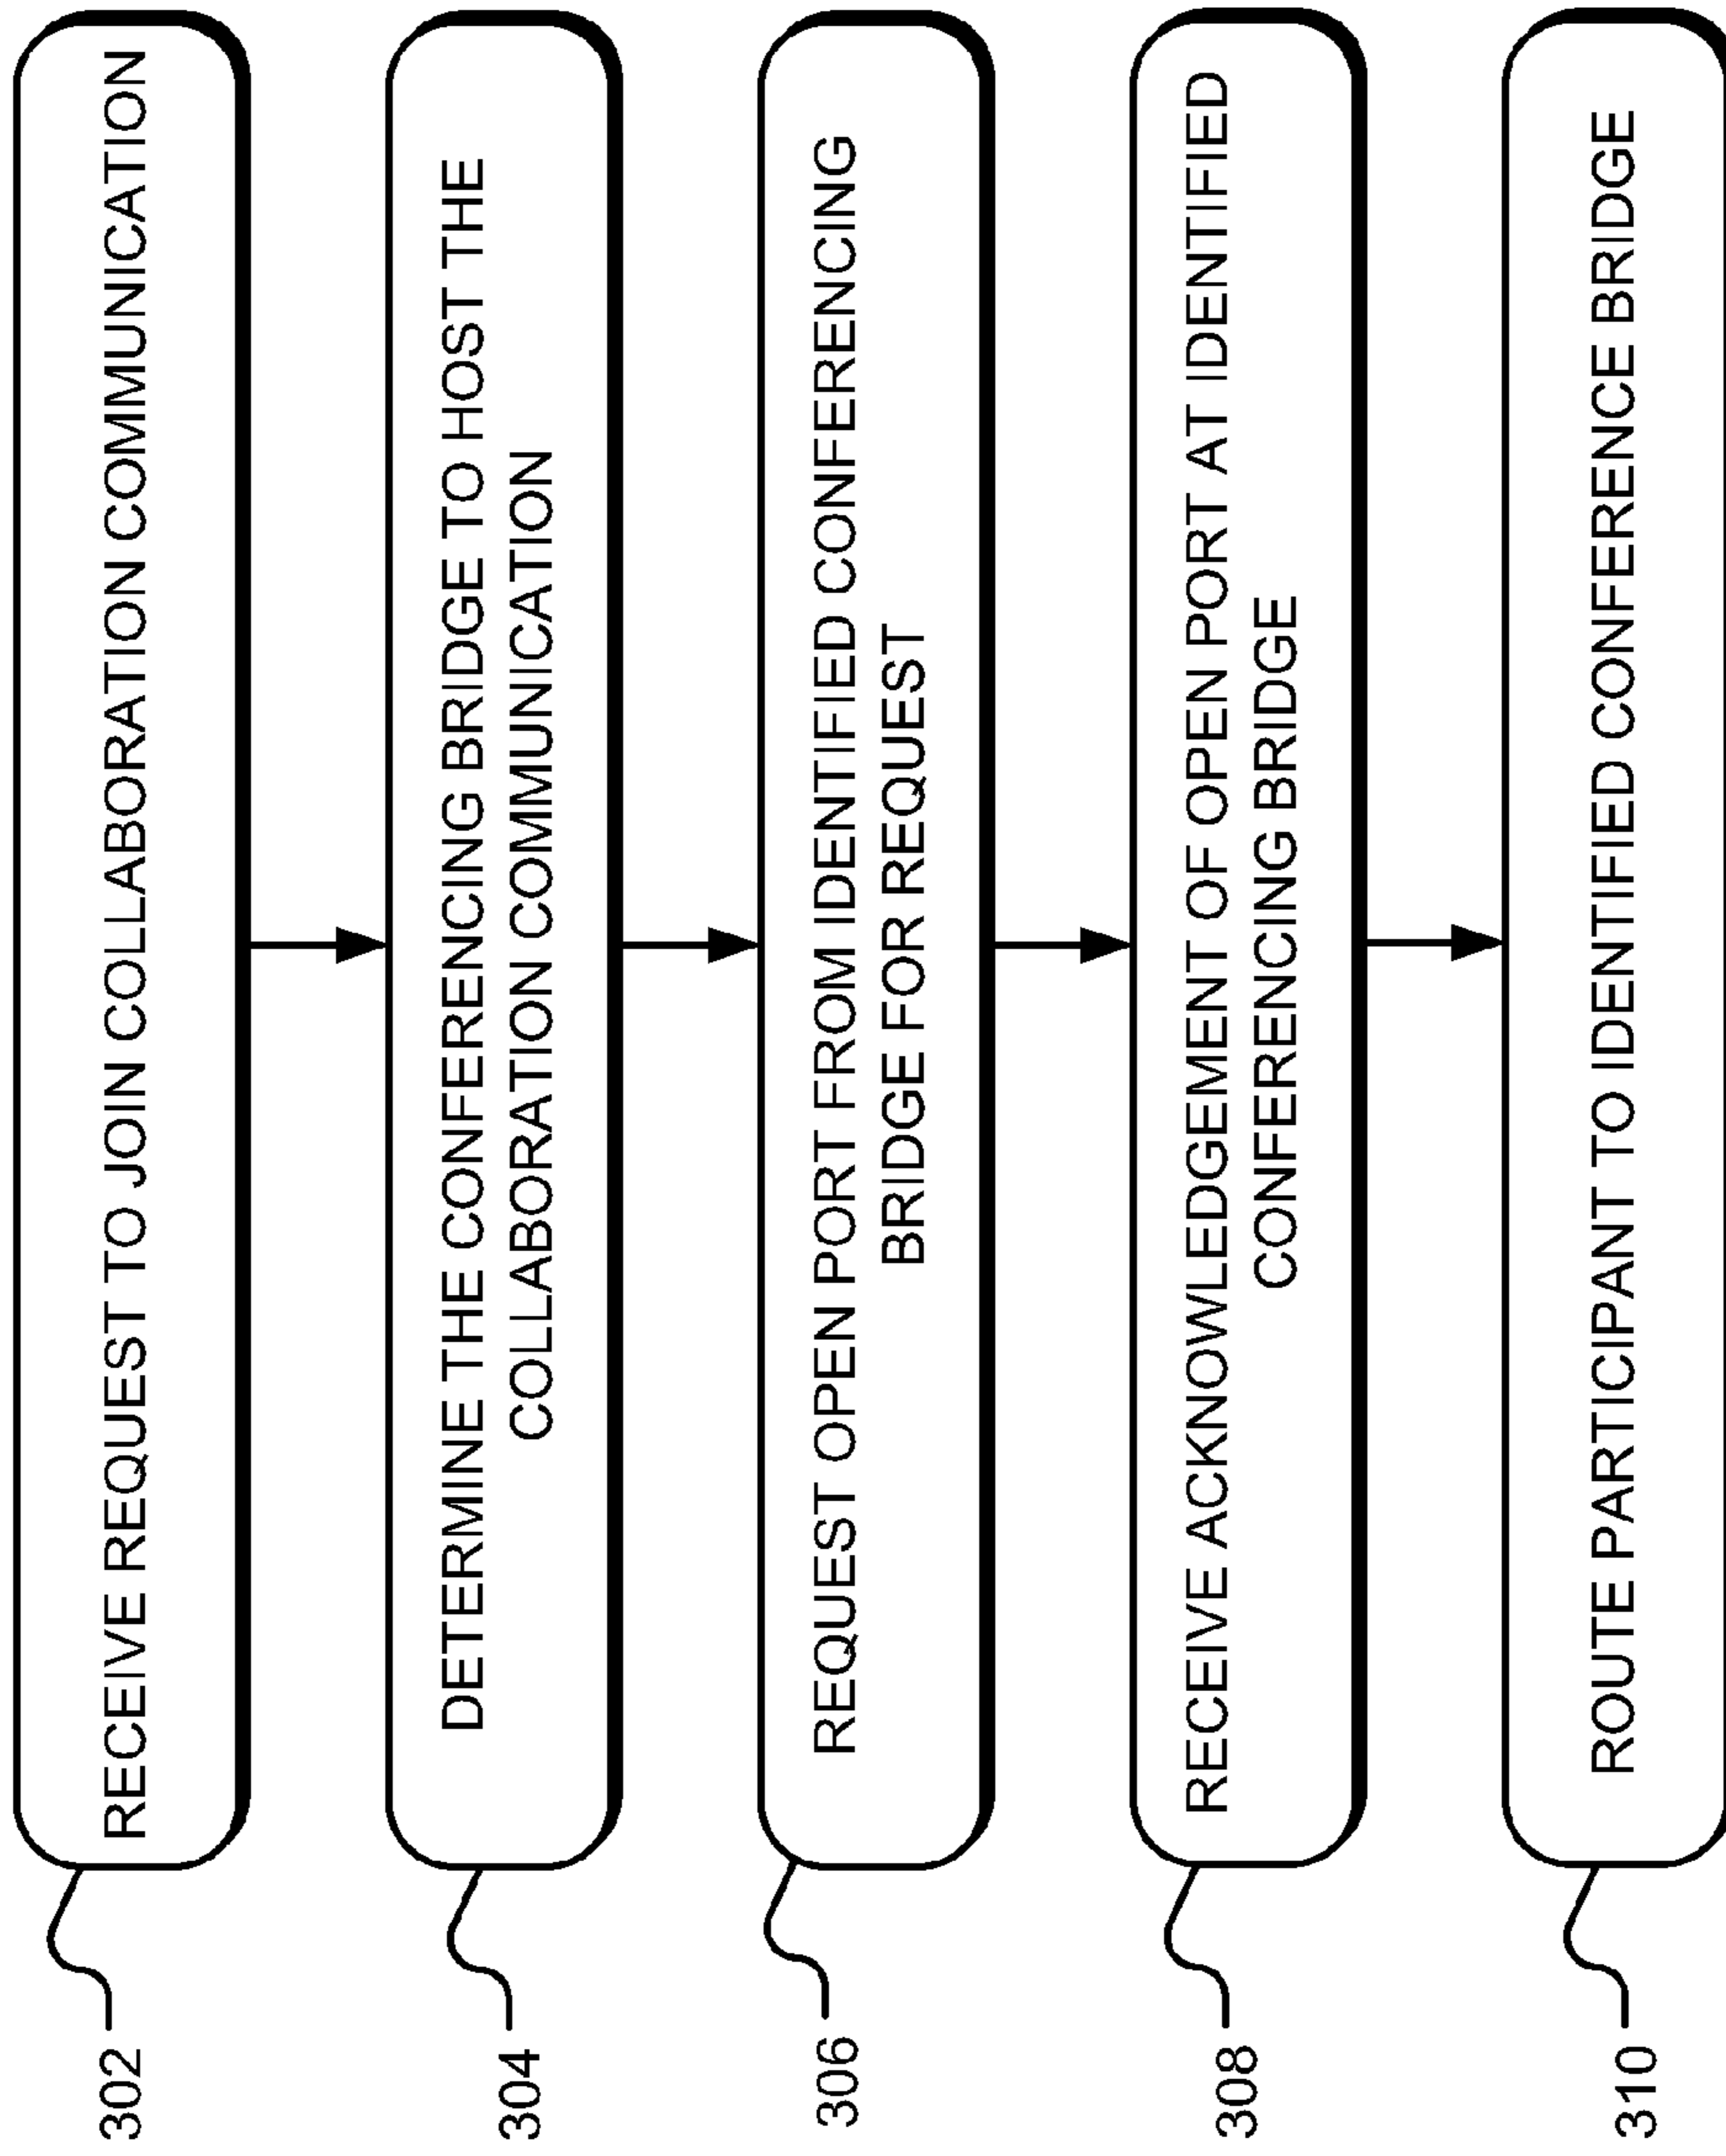 302
RECEIVE REQUEST TO JOIN COLLABORATION COMMUNICATION
304
DETERMINE THE CONFERENCING BRIDGE TO HOST THE
COLLABORATION COMMUNICATION
306
REQUEST OPEN PORT FROM IDENTIFIED CONFERENCING
BRIDGE FOR REQUEST
308
RECEIVE ACKNOWLEDGEMENT OF OPEN PORT AT IDENTIFIED
CONFERENCING BRIDGE
310
ROUTE PARTICIPANT TO IDENTIFIED CONFERENCE BRIDGE